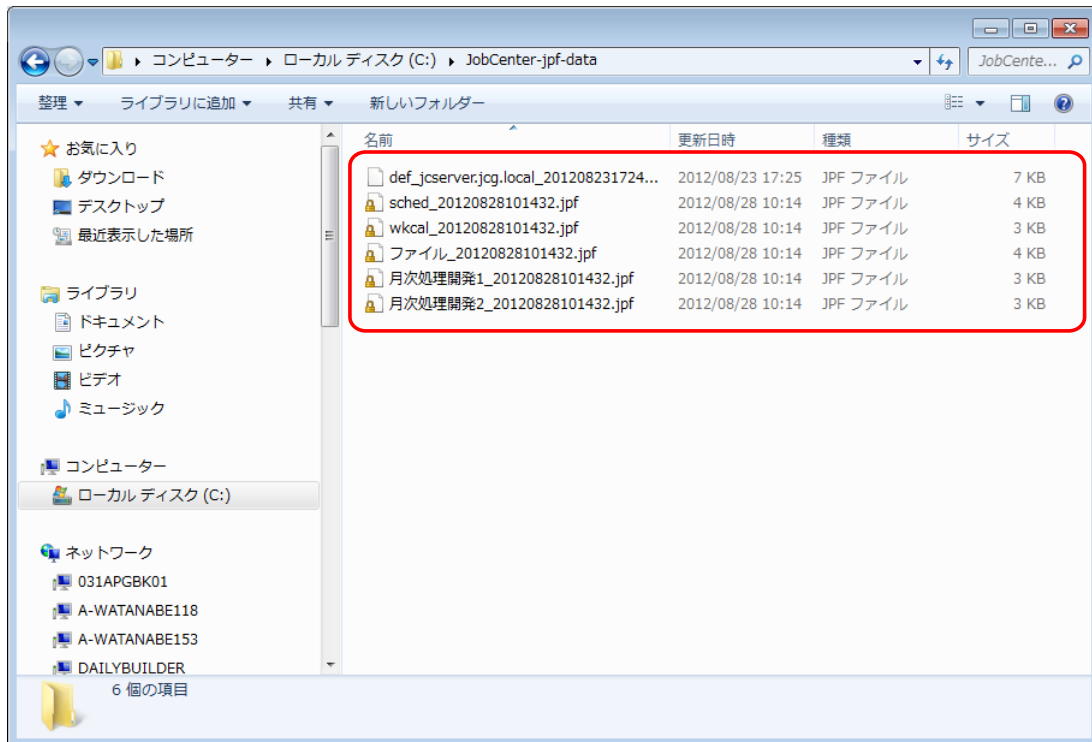 コンピューター ▸ ローカル ディスク (C:) ▸ JobCenter-jpf-data
JobCente...
整理 ライブラリに追加 共有 新しいフォルダー
お気に入り
ダウンロード
デスクトップ
最近表示した場所
ライブラリ
ドキュメント
ピクチャ
ビデオ
ミュージック
コンピューター
ローカル ディスク (C:)
ネットワーク
031APGBK01
A-WATANABE118
A-WATANABE153
DAILYBUILDER
名前 更新日時 種類 サイズ
def_jcserver.jcg.local_201208231724... 2012/08/23 17:25 JPF ファイル 7 KB
sched_20120828101432.jpf 2012/08/28 10:14 JPF ファイル 4 KB
wkcal_20120828101432.jpf 2012/08/28 10:14 JPF ファイル 3 KB
ファイル_20120828101432.jpf 2012/08/28 10:14 JPF ファイル 4 KB
月次処理開発1_20120828101432.jpf 2012/08/28 10:14 JPF ファイル 3 KB
月次処理開発2_20120828101432.jpf 2012/08/28 10:14 JPF ファイル 3 KB
6 個の項目